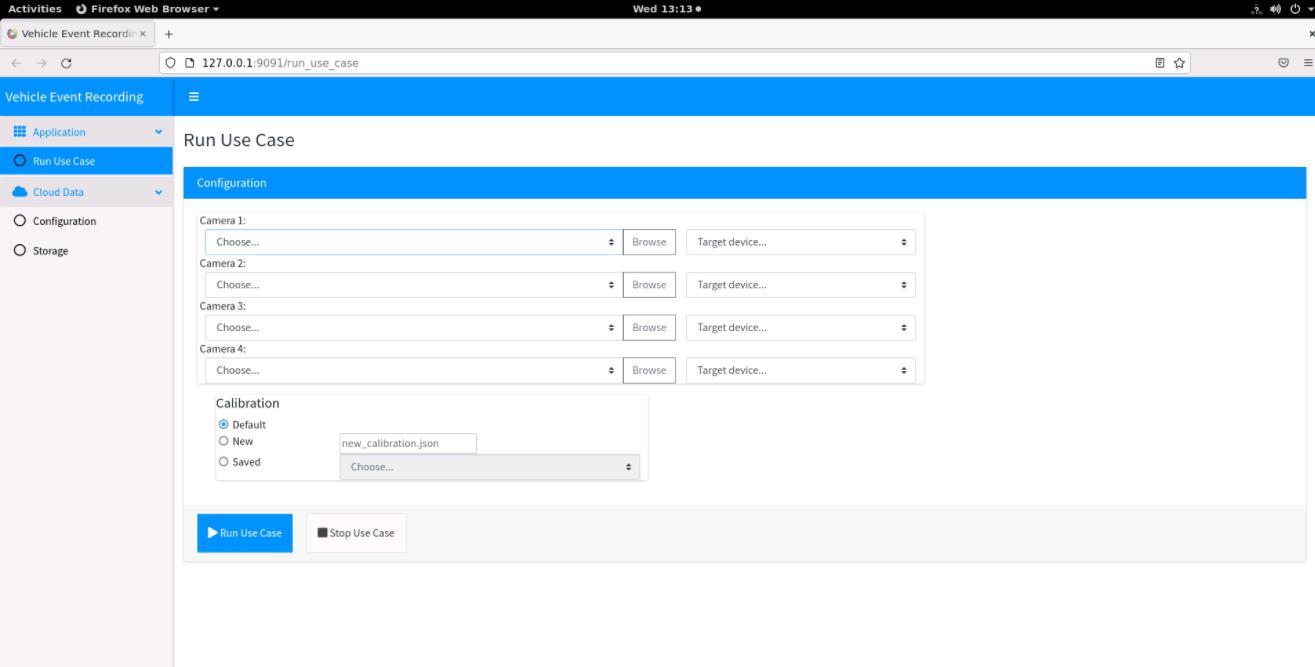 Activities Firefox Web Browser Wed 13:13
Vehicle Event Recordin
127.0.0.1:9091/run_use_case
Vehicle Event Recording
Application
Run Use Case
Cloud Data
Configuration
Storage
Run Use Case
Configuration
Camera 1:
Choose... Browse Target device...
Camera 2:
Choose... Browse Target device...
Camera 3:
Choose... Browse Target device...
Camera 4:
Choose... Browse Target device...
Calibration
Default
New new_calibration.json
Saved Choose...
Run Use Case Stop Use Case